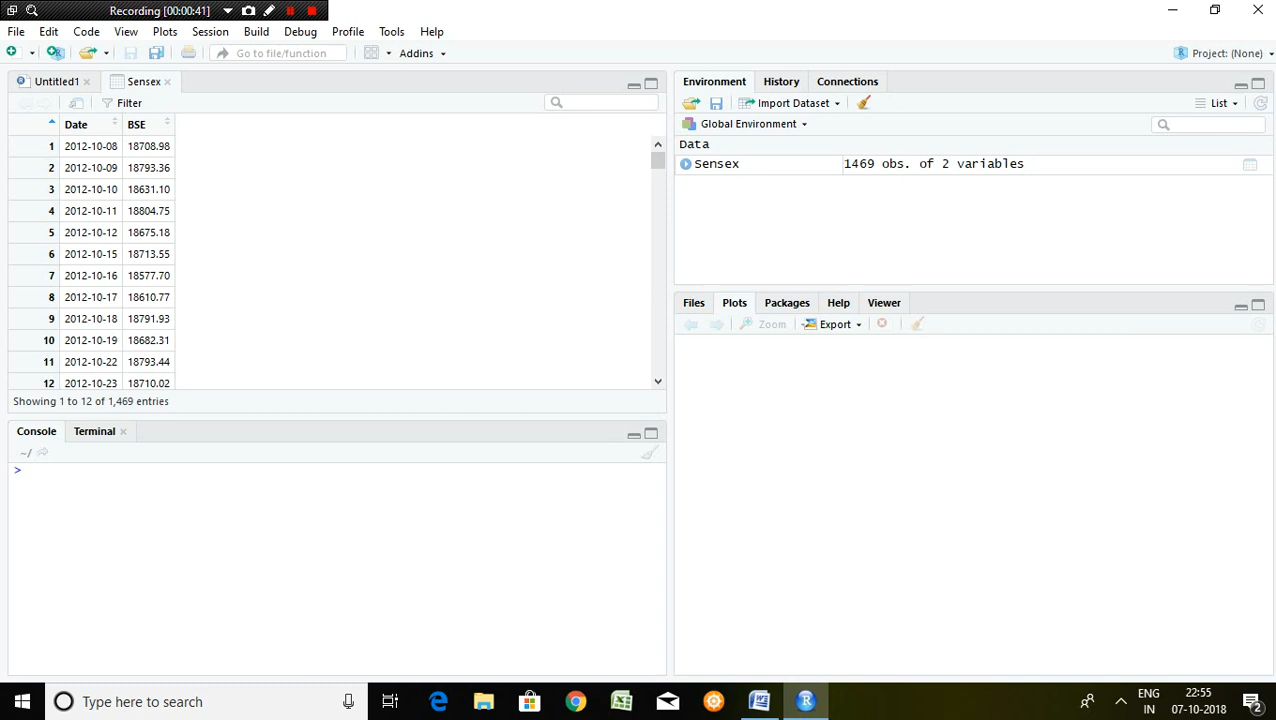 Recording [00:00:41]
File Edit Code View Plots Session Build Debug Profile Tools Help
Go to file/function Addins Project: (None)
Untitled1 Sensex
Filter
Date BSE
1 2012-10-08 18708.98
2 2012-10-09 18793.36
3 2012-10-10 18631.10
4 2012-10-11 18804.75
5 2012-10-12 18675.18
6 2012-10-15 18713.55
7 2012-10-16 18577.70
8 2012-10-17 18610.77
9 2012-10-18 18791.93
10 2012-10-19 18682.31
11 2012-10-22 18793.44
12 2012-10-23 18710.02
Showing 1 to 12 of 1,469 entries
Console Terminal
~/
>
Environment History Connections
Import Dataset List
Global Environment
Data
Sensex 1469 obs. of 2 variables
Files Plots Packages Help Viewer
Zoom Export
Type here to search
ENG 22:55
IN 07-10-2018 2